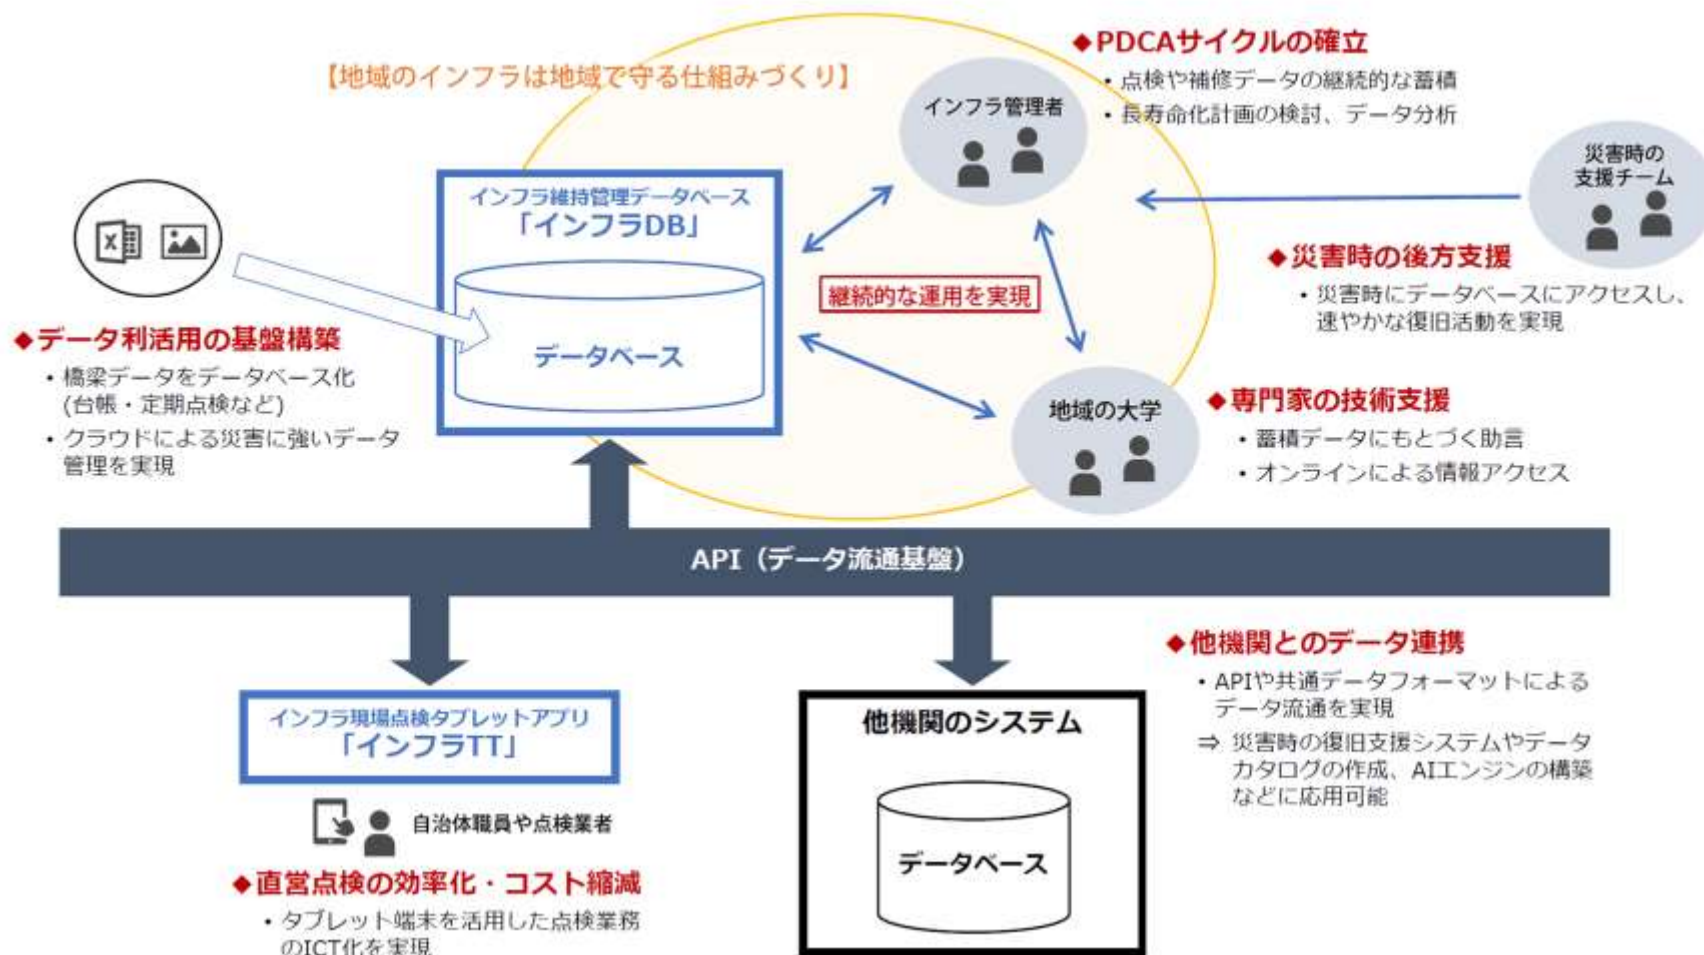 【地域のインフラは地域で守る仕組みづくり】
◆PDCAサイクルの確立
・点検や補修データの継続的な蓄積
・長寿命化計画の検討、データ分析
インフラ管理者
災害時の
支援チーム
インフラ維持管理データベース
「インフラDB」
データベース
継続的な運用を実現
◆災害時の後方支援
・災害時にデータベースにアクセスし、
速やかな復旧活動を実現
◆データ利活用の基盤構築
・橋梁データをデータベース化
(台帳・定期点検など)
・クラウドによる災害に強いデータ
管理を実現
地域の大学
◆専門家の技術支援
・蓄積データにもとづく助言
・オンラインによる情報アクセス
API（データ流通基盤）
インフラ現場点検タブレットアプリ
「インフラTT」
自治体職員や点検業者
◆直営点検の効率化・コスト縮減
・タブレット端末を活用した点検業務
のICT化を実現
他機関のシステム
データベース
◆他機関とのデータ連携
・APIや共通データフォーマットによる
データ流通を実現
⇒ 災害時の復旧支援システムやデータ
カタログの作成、AIエンジンの構築
などに応用可能